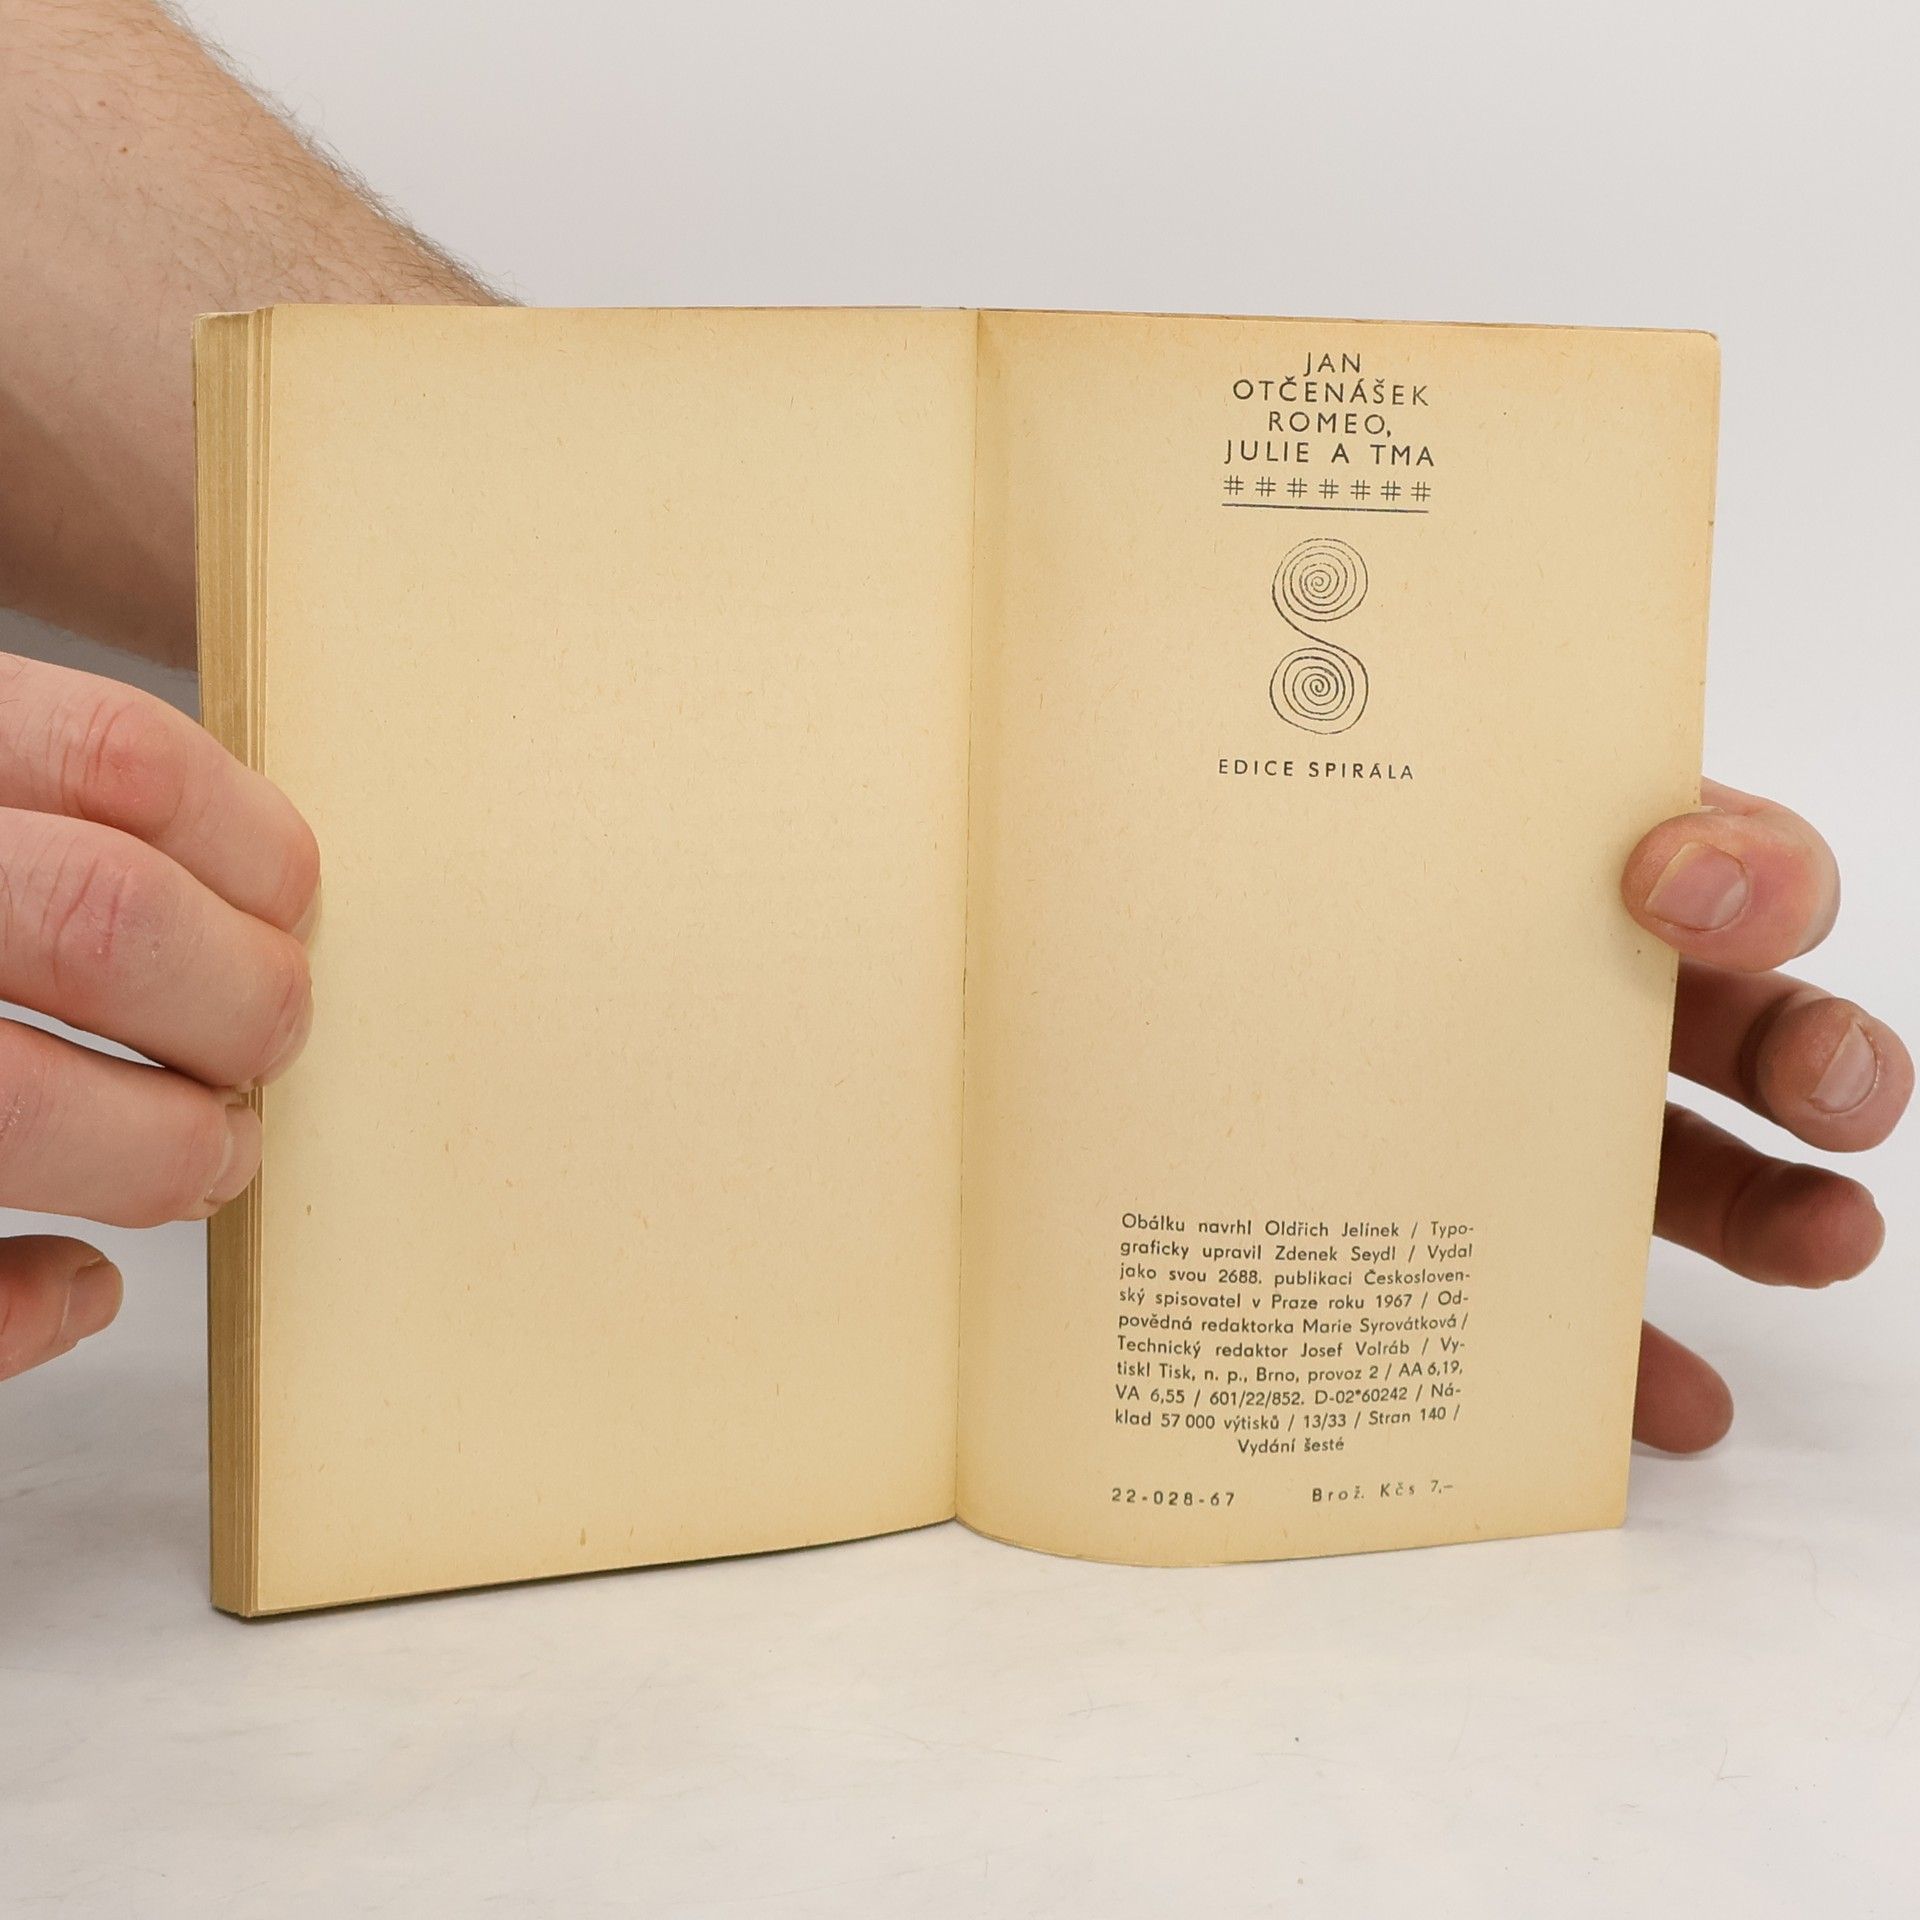 JAN
OTČENÁŠEK
ROMEO,
JULIE A TMA
# # # # # # #
EDICE SPIRÁLA
Obálku navrhl Oldřich Jelínek / Typo-
graficky upravil Zdenek Seydl / Vydal
jako svou 2688. publikaci Českosloven-
ský spisovatel v Praze roku 1967 / Od-
povědná redaktorka Marie Syrovátková /
Technický redaktor Josef Volráb / Vy-
tiskl Tisk, n. p., Brno, provoz 2 / AA 6,19,
VA 6,55 / 601/22/852. D-02*60242 / Ná-
klad 57 000 výtisků / 13/33 / Stran 140 /
Vydání šesté
22-028-67 Brož. Kčs 7,–